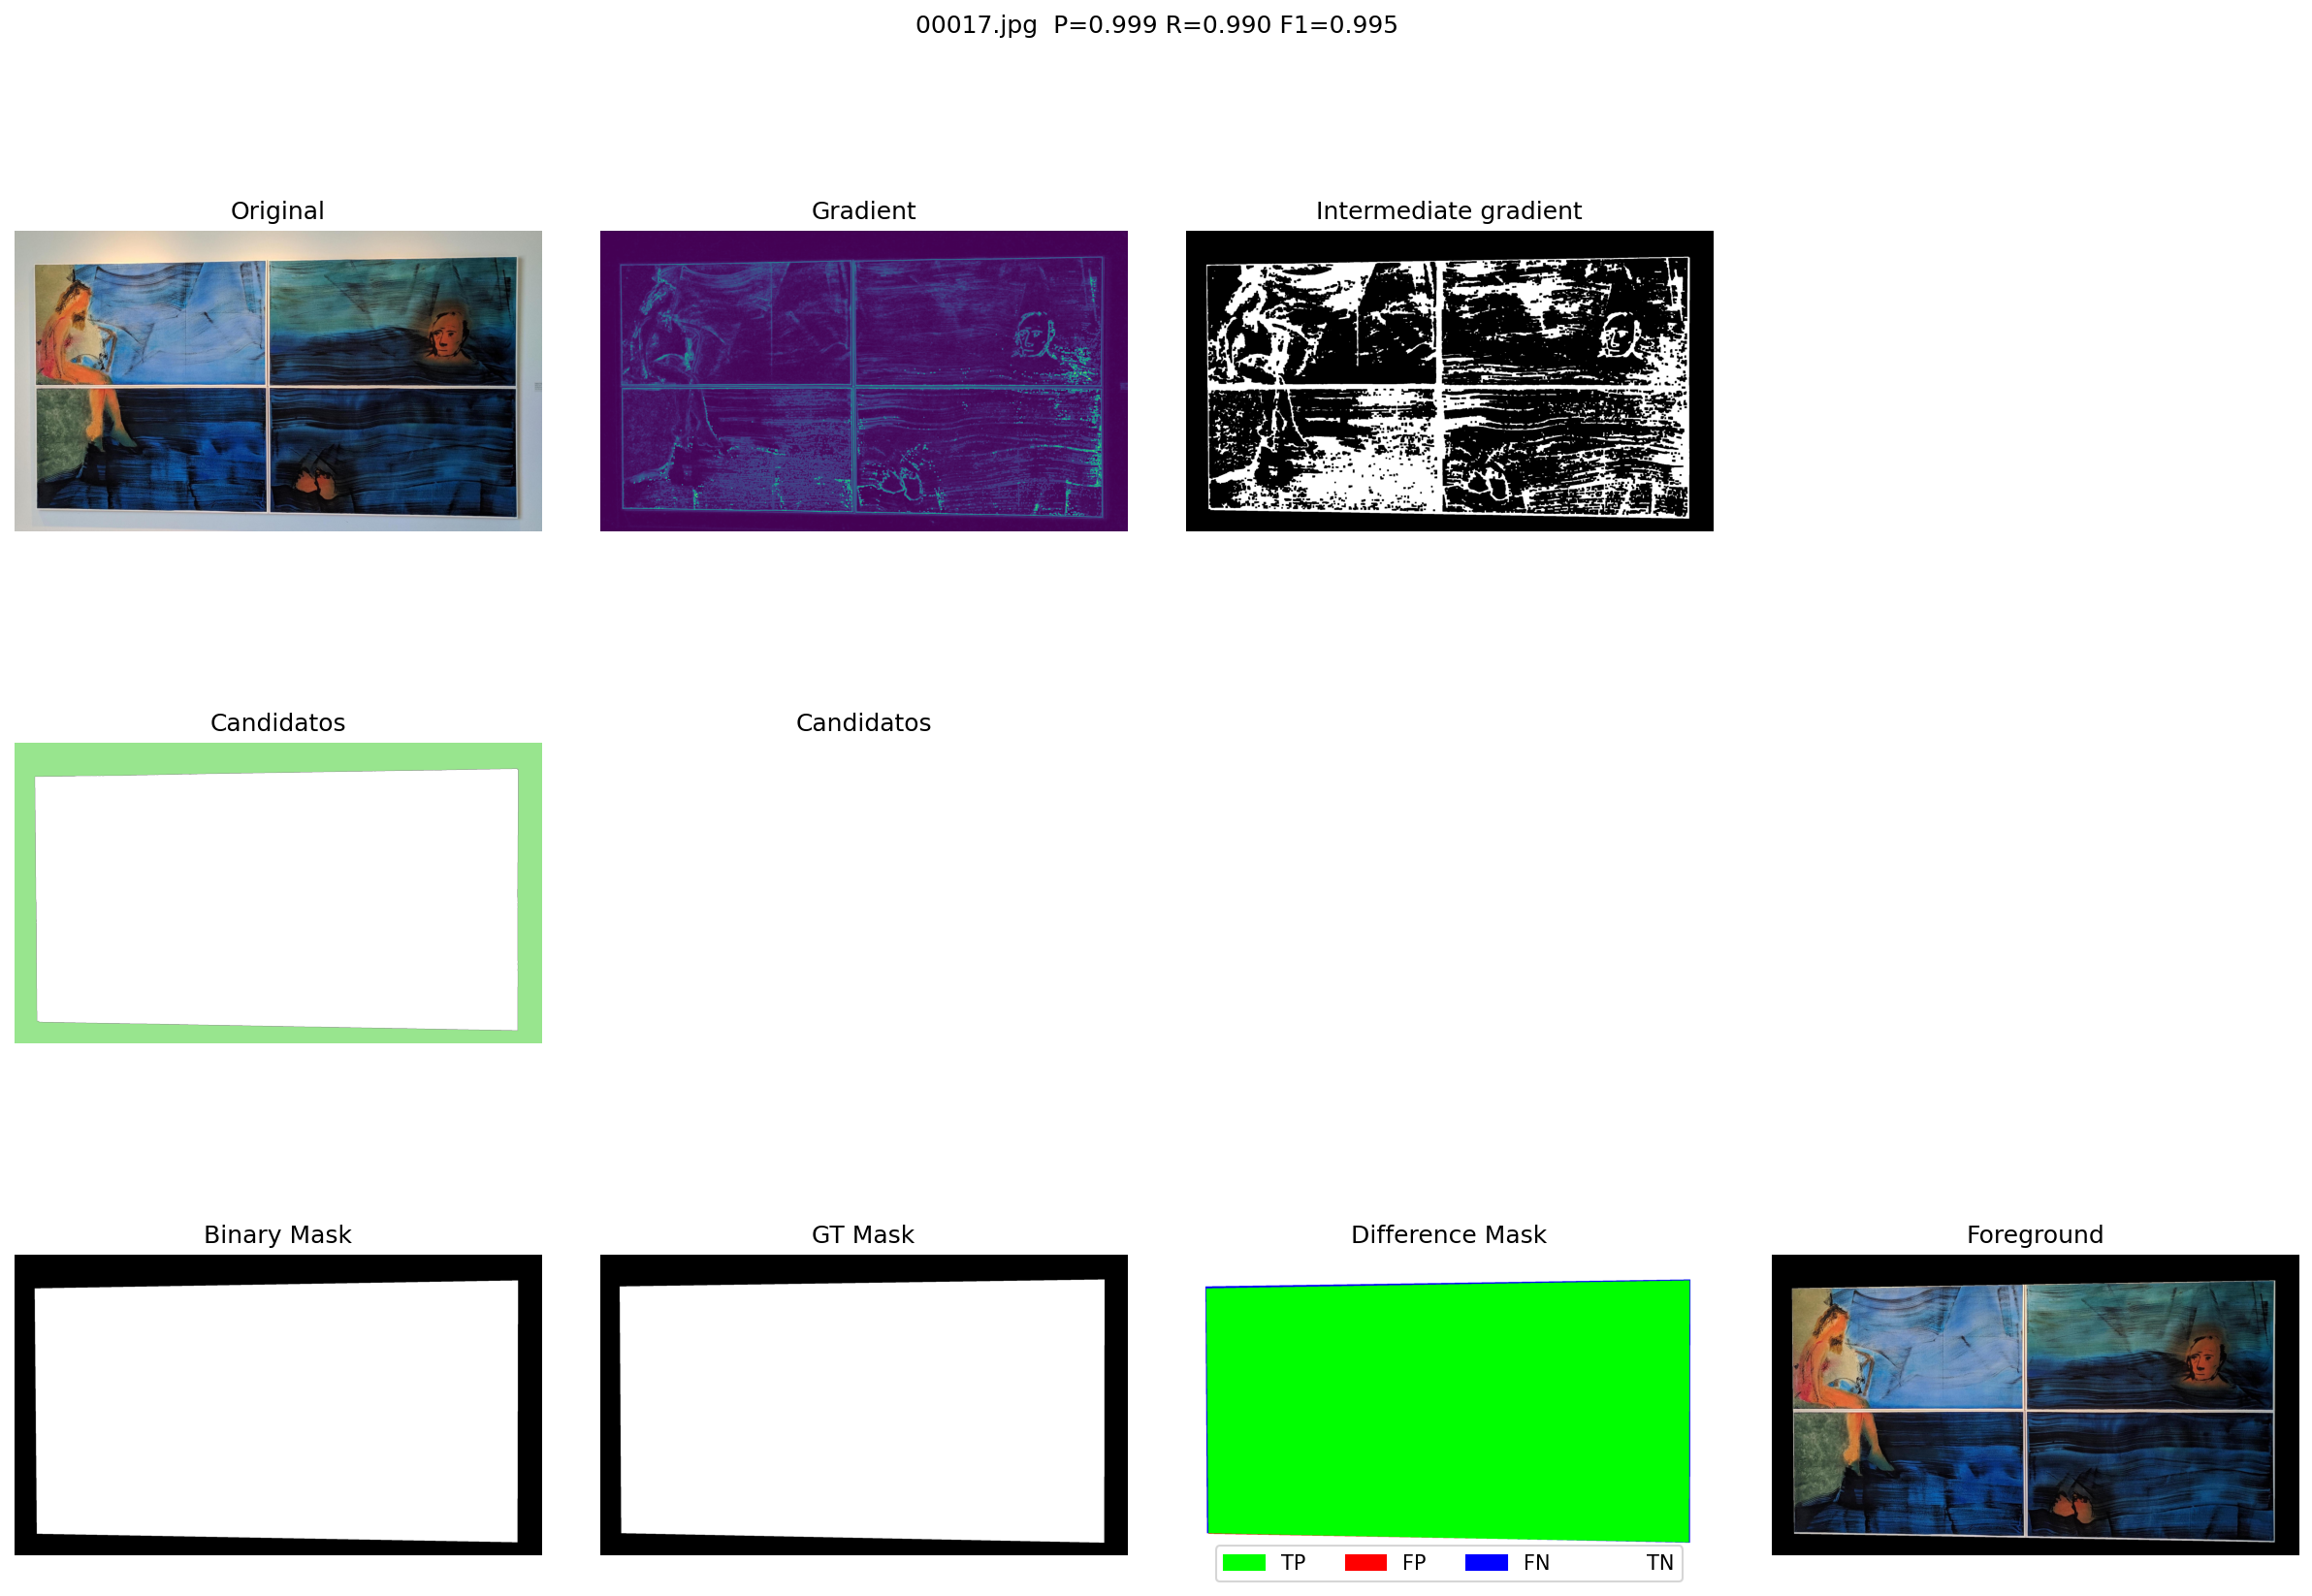 00017.jpg  P=0.999 R=0.990 F1=0.995
Original
Gradient
Intermediate gradient
Candidatos
Candidatos
Binary Mask
GT Mask
Difference Mask
Foreground
TP
FP
FN
TN